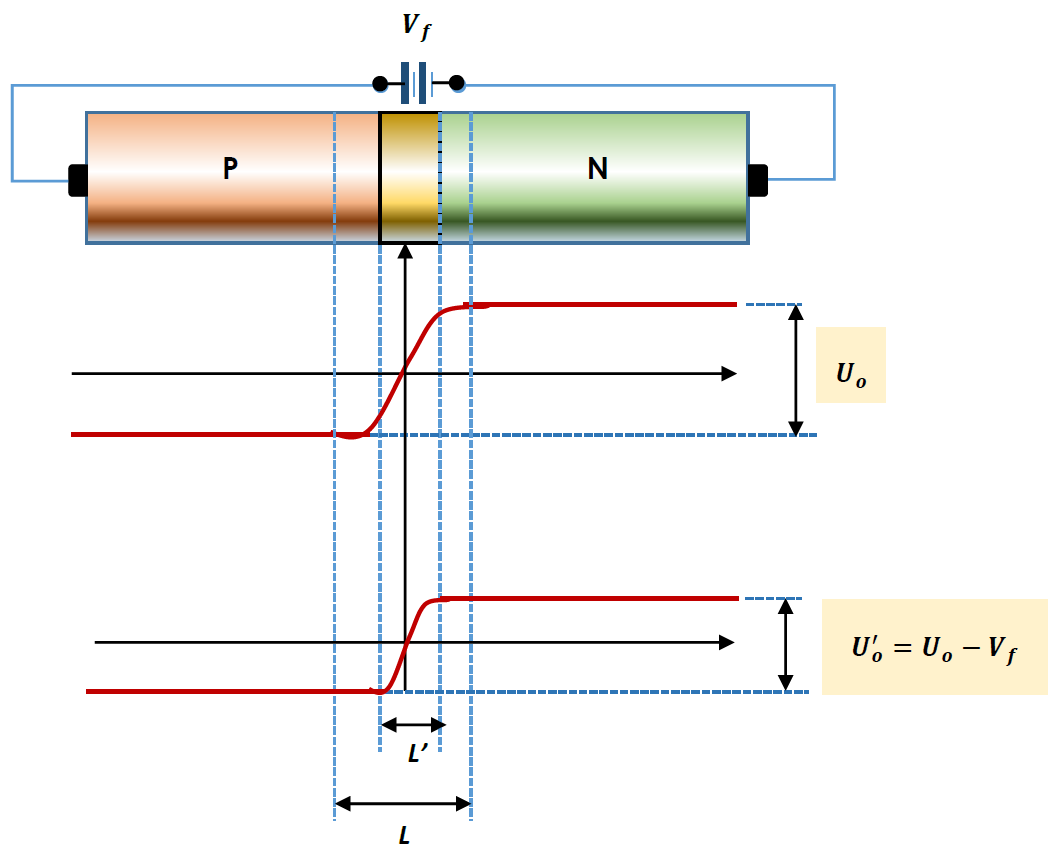 V_f
P
N
U_o
U'_o = U_o − V_f
L'
L